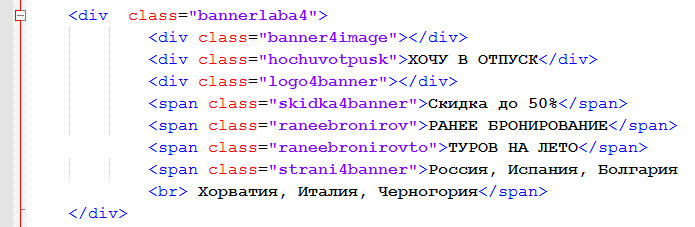 <div  class="bannerlaba4">
<div class="banner4image"></div>
<div class="hochuvotpusk">ХОЧУ В ОТПУСК</div>
<div class="logo4banner"></div>
<span class="skidka4banner">Скидка до 50%</span>
<span class="raneebronirov">РАНЕЕ БРОНИРОВАНИЕ</span>
<span class="raneebronirovto">ТУРОВ НА ЛЕТО</span>
<span class="strani4banner">Россия, Испания, Болгария
<br> Хорватия, Италия, Черногория</span>
</div>